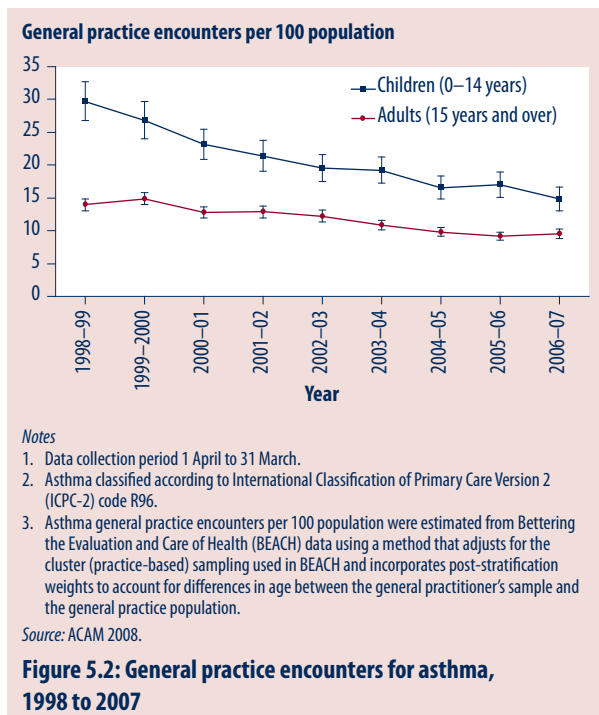 General practice encounters per 100 population
35
30
25
20
15
10
5
0
Children (0–14 years)
Adults (15 years and over)
1998–99
1999–2000
2000–01
2001–02
2002–03
2003–04
2004–05
2005–06
2006–07
Year
Notes
1. Data collection period 1 April to 31 March.
2. Asthma classified according to International Classification of Primary Care Version 2
(ICPC-2) code R96.
3. Asthma general practice encounters per 100 population were estimated from Bettering
the Evaluation and Care of Health (BEACH) data using a method that adjusts for the
cluster (practice-based) sampling used in BEACH and incorporates post-stratification
weights to account for differences in age between the general practitioner's sample and
the general practice population.
Source: ACAM 2008.
Figure 5.2: General practice encounters for asthma,
1998 to 2007